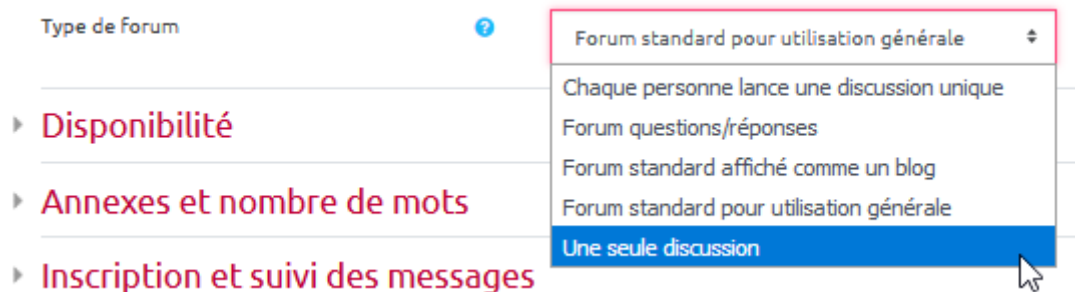 Type de forum
?
Forum standard pour utilisation générale
Chaque personne lance une discussion unique
Forum questions/réponses
Forum standard affiché comme un blog
Forum standard pour utilisation générale
Une seule discussion
Disponibilité
Annexes et nombre de mots
Inscription et suivi des messages